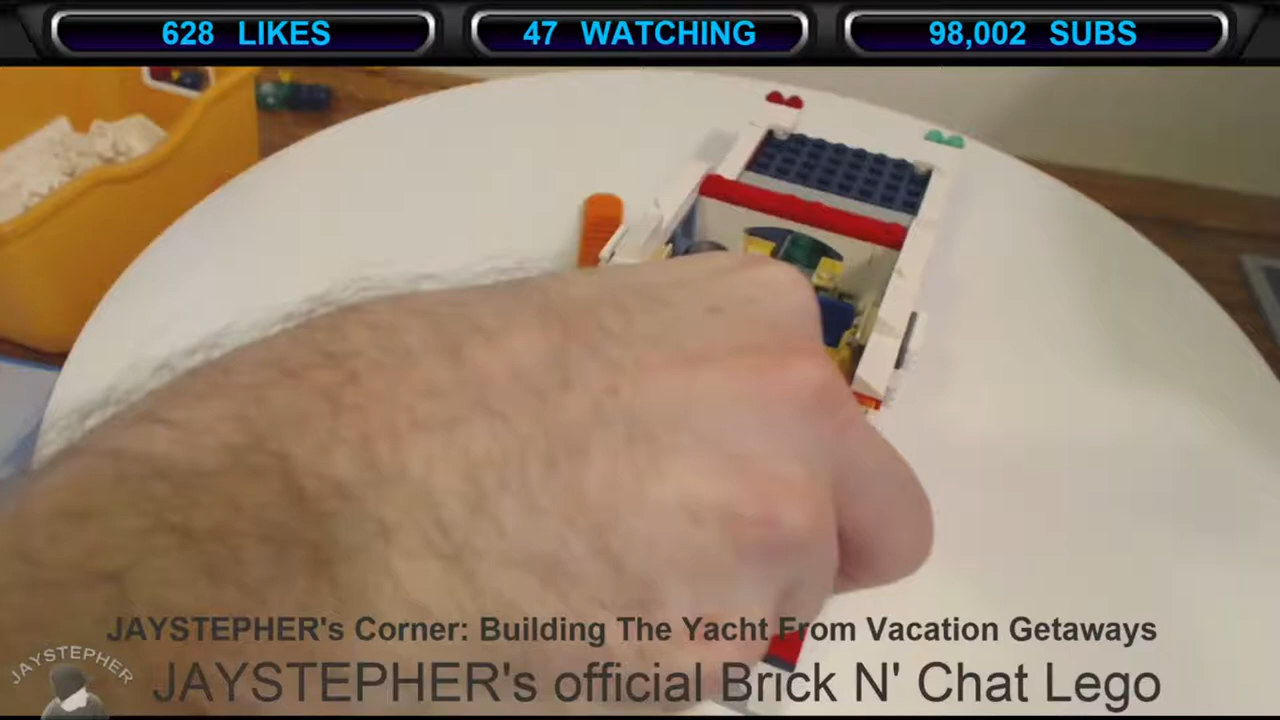 628 LIKES
47 WATCHING
98,002 SUBS
JAYSTEPHER's Corner: Building The Yacht From Vacation Getaways
JAYSTEPHER
JAYSTEPHER's official Brick N' Chat Lego